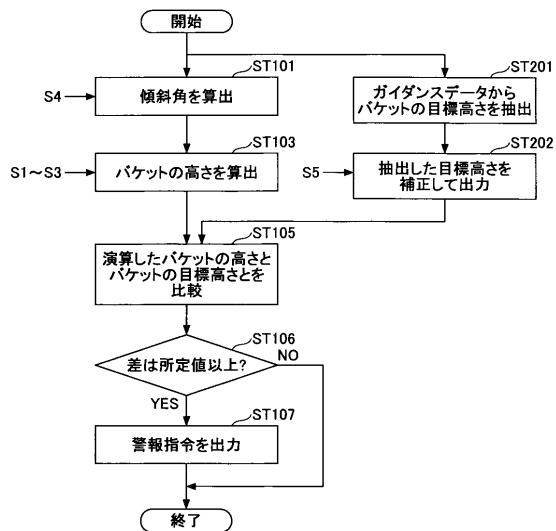 開始
ST101
傾斜角を算出
S4
ST201
ガイダンスデータから
バケットの目標高さを抽出
ST103
バケットの高さを算出
S1～S3
ST202
抽出した目標高さを
補正して出力
S5
ST105
演算したバケットの高さと
バケットの目標高さとを
比較
ST106
差は所定値以上?
NO
YES
ST107
警報指令を出力
終了